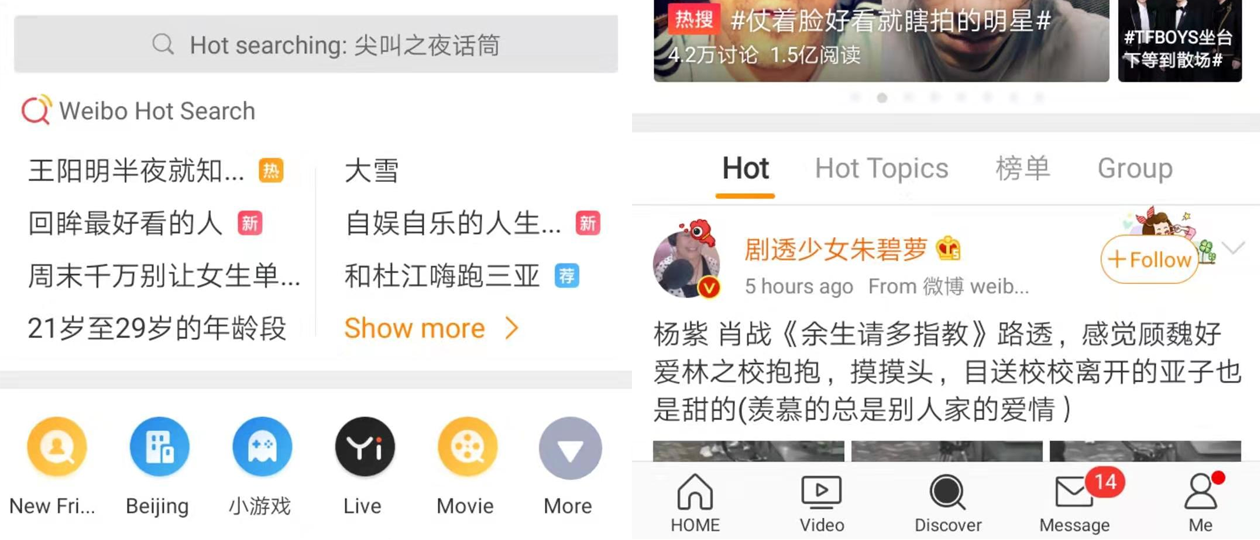 Hot searching: 尖叫之夜话筒
Weibo Hot Search
王阳明半夜就知... 热
大雪
回眸最好看的人 新
自娱自乐的人生... 新
周末千万别让女生单...
和杜江嗨跑三亚 荐
21岁至29岁的年龄段
Show more
Yi
New Fri...
Beijing
小游戏
Live
Movie
More
热搜 #仗着脸好看就瞎拍的明星#
4.2万讨论 1.5亿阅读
#TFBOYS坐台
下等到散场#
Hot
Hot Topics
榜单
Group
剧透少女朱碧萝
+Follow
5 hours ago From 微博 weib...
V
杨紫 肖战《余生请多指教》路透，感觉顾魏好
爱林之校抱抱，摸摸头，目送校校离开的亚子也
是甜的(羡慕的总是别人家的爱情）
14
HOME
Video
Discover
Message
Me